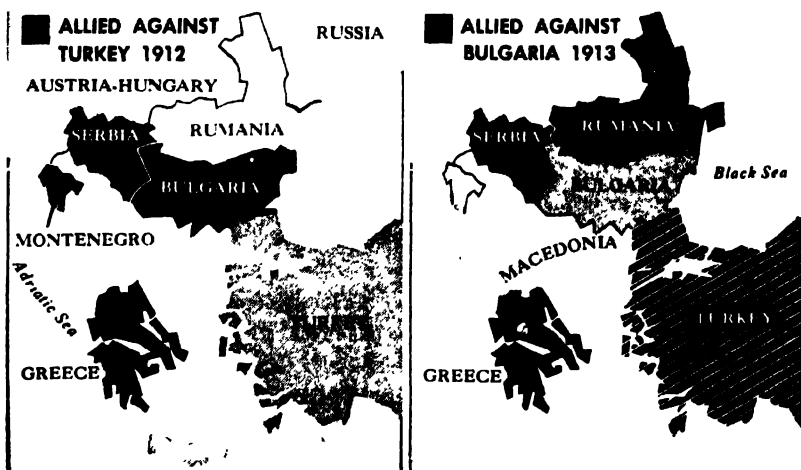 ALLIED AGAINST
TURKEY 1912
RUSSIA
AUSTRIA-HUNGARY
SERBIA
RUMANIA
BULGARIA
MONTENEGRO
Adriatic Sea
TURKEY
GREECE
ALLIED AGAINST
BULGARIA 1913
SERBIA
RUMANIA
BULGARIA
Black Sea
MACEDONIA
TURKEY
GREECE